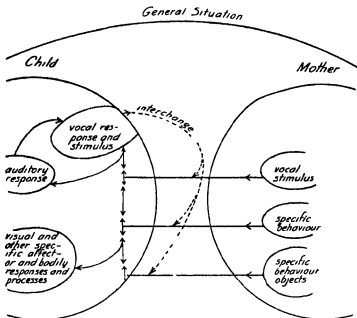 General Situation
Child
Mother
interchange
vocal res-
ponse and
stimulus
auditory
response
vocal
stimulus
specific
behaviour
visual and
other spec-
ific affect-
or and bodily
responses and
processes
specific
behaviour
objects